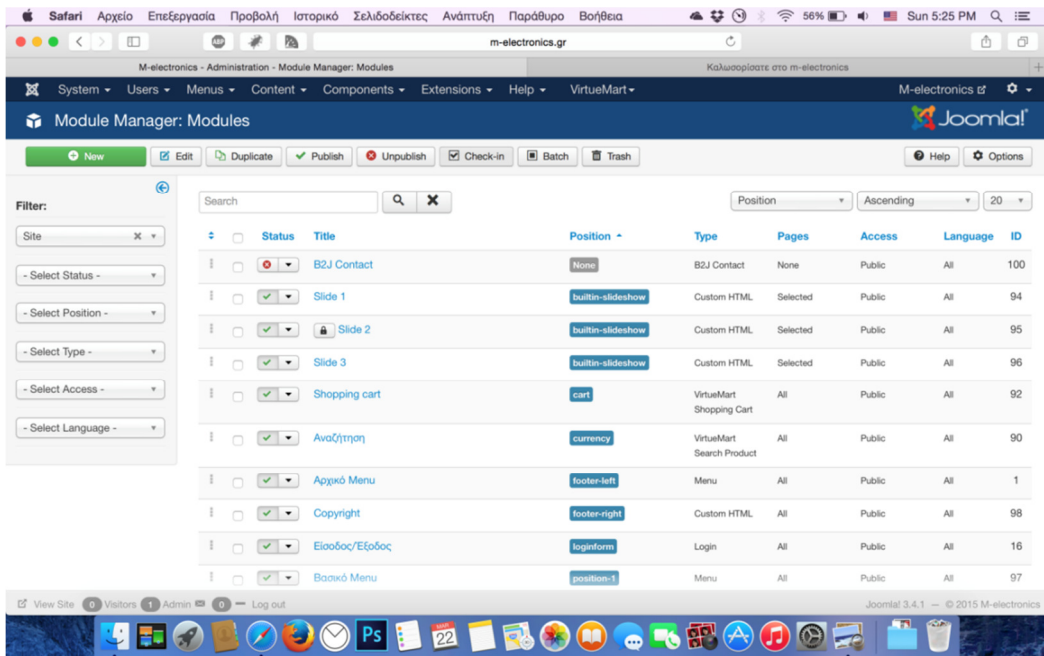 Safari Αρχείο Επεξεργασία Προβολή Ιστορικό Σελιδοδείκτες Ανάπτυξη Παράθυρο Βοήθεια 56% Sun 5:25 PM
ABP m-electronics.gr
M-electronics - Administration - Module Manager: Modules Καλωσορίσατε στο m-electronics
System Users Menus Content Components Extensions Help VirtueMart M-electronics
Module Manager: Modules Joomla!
New Edit Duplicate Publish Unpublish Check-in Batch Trash Help Options
Filter:
Search Position Ascending 20
Site
- Select Status -
- Select Position -
- Select Type -
- Select Access -
- Select Language -
Status Title Position Type Pages Access Language ID
B2J Contact None B2J Contact None Public All 100
Slide 1 builtin-slideshow Custom HTML Selected Public All 94
Slide 2 builtin-slideshow Custom HTML Selected Public All 95
Slide 3 builtin-slideshow Custom HTML Selected Public All 96
Shopping cart cart VirtueMart Shopping Cart All Public All 92
Αναζήτηση currency VirtueMart Search Product All Public All 90
Αρχικό Menu footer-left Menu All Public All 1
Copyright footer-right Custom HTML All Public All 98
Είσοδος/Έξοδος loginform Login All Public All 16
Βασικό Menu position-1 Menu All Public All 97
View Site 0 Visitors 1 Admin 0 Log out Joomla! 3.4.1 — © 2015 M-electronics
Ps 22